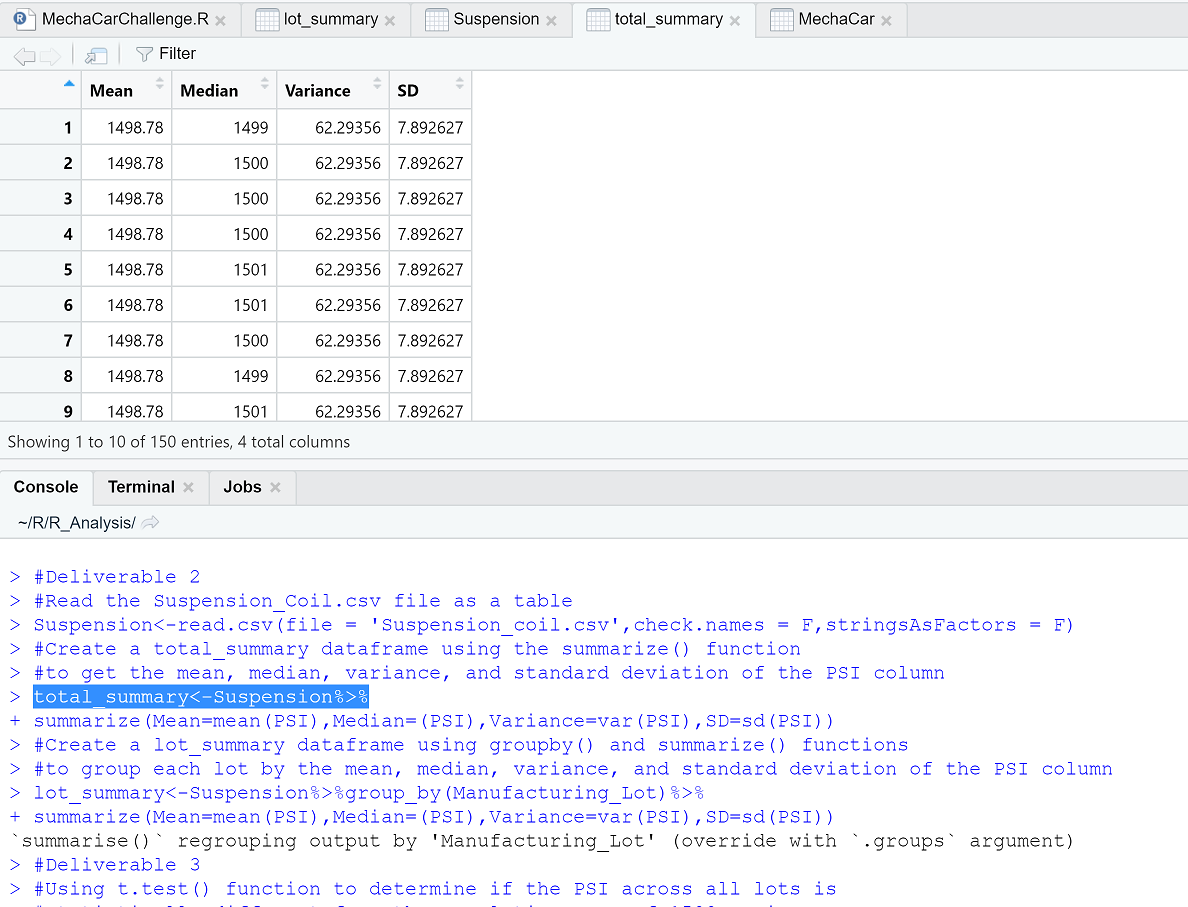 MechaCarChallenge.R lot_summary Suspension total_summary MechaCar
Filter
Mean Median Variance SD
1 1498.78 1499 62.29356 7.892627
2 1498.78 1500 62.29356 7.892627
3 1498.78 1500 62.29356 7.892627
4 1498.78 1500 62.29356 7.892627
5 1498.78 1501 62.29356 7.892627
6 1498.78 1501 62.29356 7.892627
7 1498.78 1500 62.29356 7.892627
8 1498.78 1499 62.29356 7.892627
9 1498.78 1501 62.29356 7.892627
Showing 1 to 10 of 150 entries, 4 total columns
Console Terminal Jobs
~/R/R_Analysis/
> #Deliverable 2
> #Read the Suspension_Coil.csv file as a table
> Suspension<-read.csv(file = 'Suspension_coil.csv',check.names = F,stringsAsFactors = F)
> #Create a total_summary dataframe using the summarize() function
> #to get the mean, median, variance, and standard deviation of the PSI column
> total_summary<-Suspension%>%
+ summarize(Mean=mean(PSI),Median=(PSI),Variance=var(PSI),SD=sd(PSI))
> #Create a lot_summary dataframe using groupby() and summarize() functions
> #to group each lot by the mean, median, variance, and standard deviation of the PSI column
> lot_summary<-Suspension%>%group_by(Manufacturing_Lot)%>%
+ summarize(Mean=mean(PSI),Median=(PSI),Variance=var(PSI),SD=sd(PSI))
`summarise()` regrouping output by 'Manufacturing_Lot' (override with `.groups` argument)
> #Deliverable 3
> #Using t.test() function to determine if the PSI across all lots is